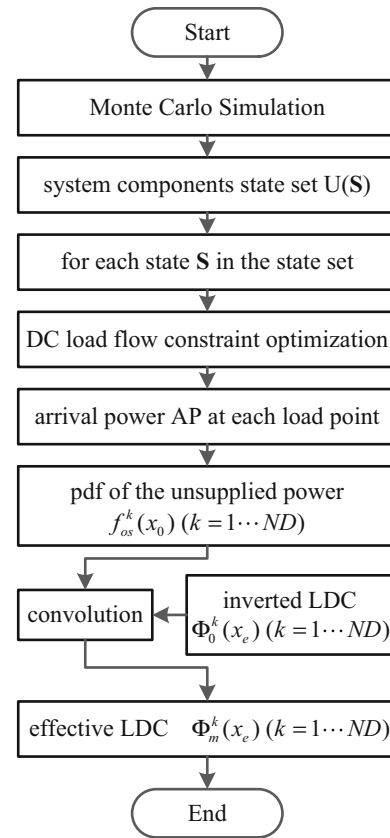 Start
Monte Carlo Simulation
system components state set U(S)
for each state S in the state set
DC load flow constraint optimization
arrival power AP at each load point
pdf of the unsupplied power
f_{os}^{k}(x_0) (k = 1⋯ND)
convolution
inverted LDC
Φ_0^k(x_e) (k = 1⋯ND)
effective LDC Φ_m^k(x_e) (k = 1⋯ND)
End